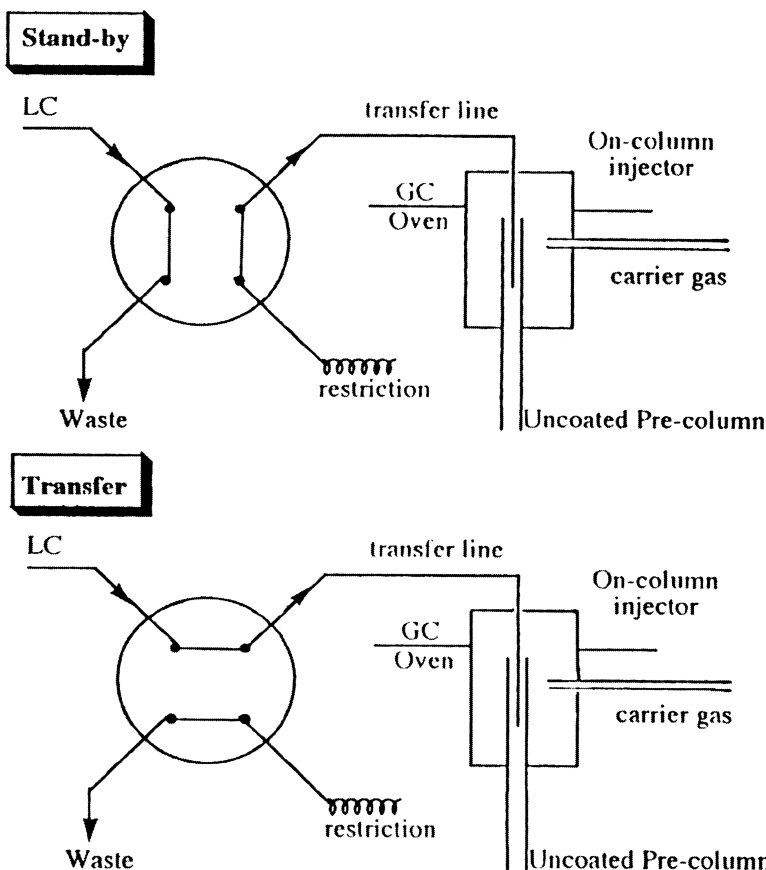 Stand-by
LC
transfer line
On-column
injector
GC
Oven
carrier gas
restriction
Waste
Uncoated Pre-column
Transfer
LC
transfer line
On-column
injector
GC
Oven
carrier gas
restriction
Waste
Uncoated Pre-column